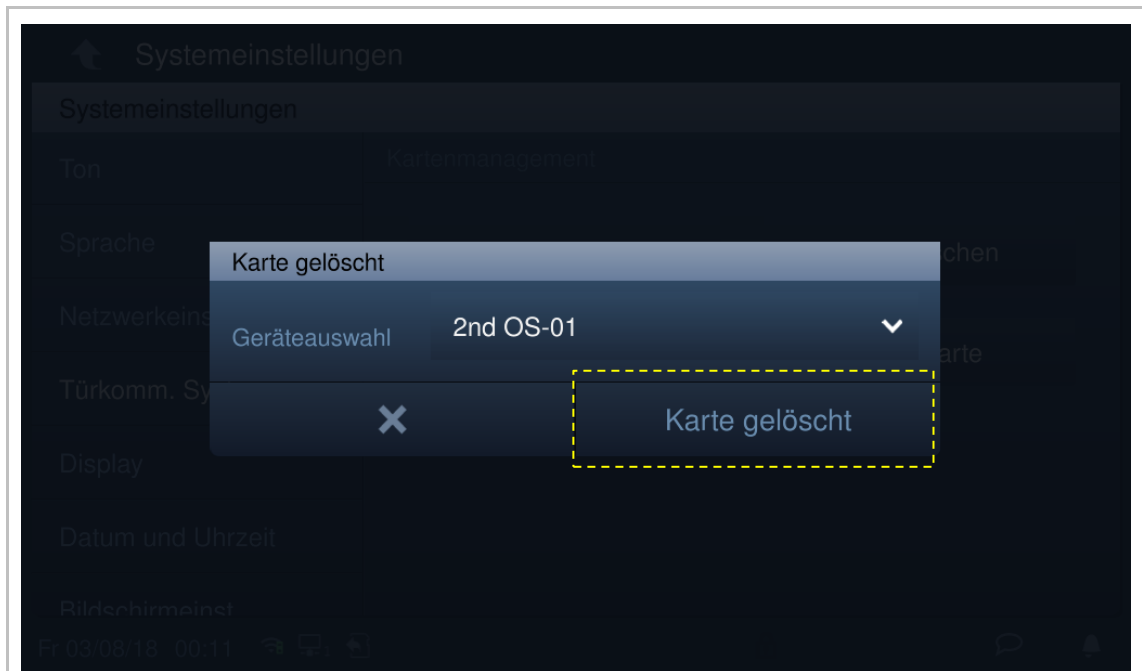 Systemeinstellungen
Systemeinstellungen
Ton
Kartenmanagement
Sprache
chen
Karte gelöscht
Netzwerkeins
Geräteauswahl
2nd OS-01
arte
Türkomm. Sy
Karte gelöscht
Display
Datum und Uhrzeit
Bildschirmeinst
Fr 03/08/18 00:11